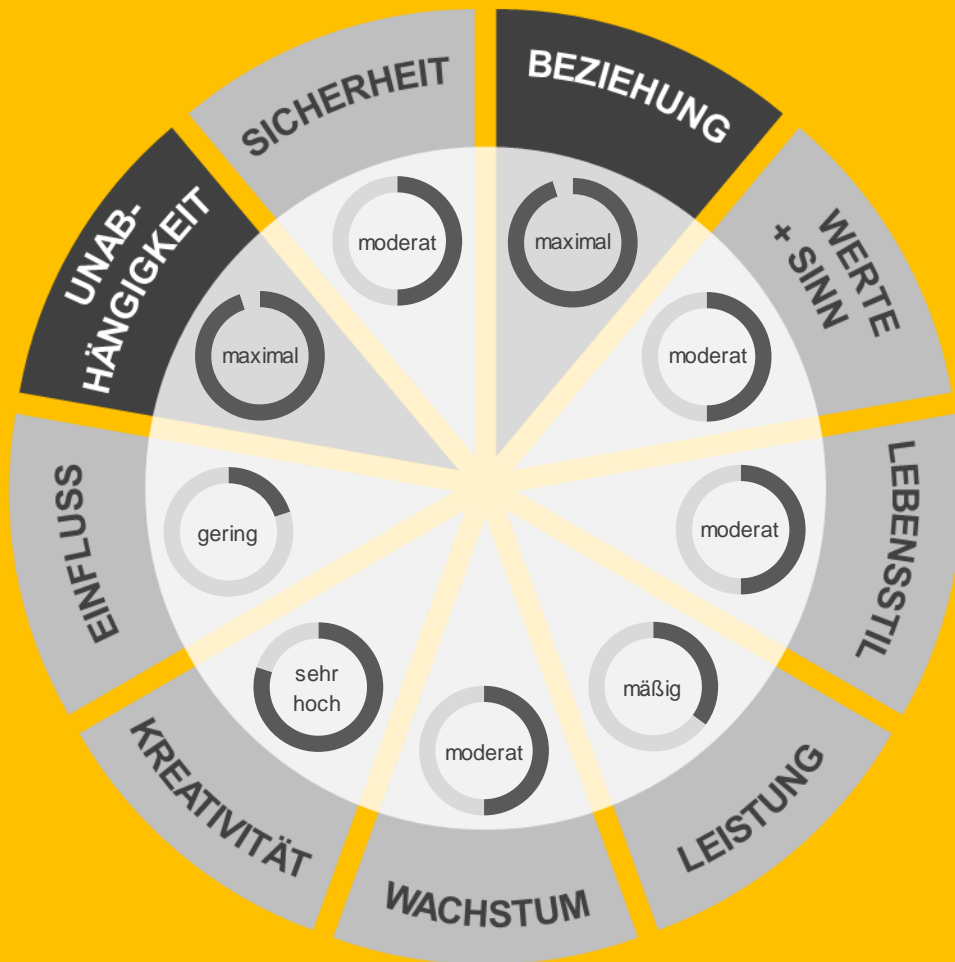 BEZIEHUNG
maximal
WERTE
+ SINN
moderat
LEBENSSTIL
moderat
LEISTUNG
mäßig
WACHSTUM
moderat
KREATIVITÄT
sehr
hoch
EINFLUSS
gering
UNAB-
HÄNGIGKEIT
maximal
SICHERHEIT
moderat